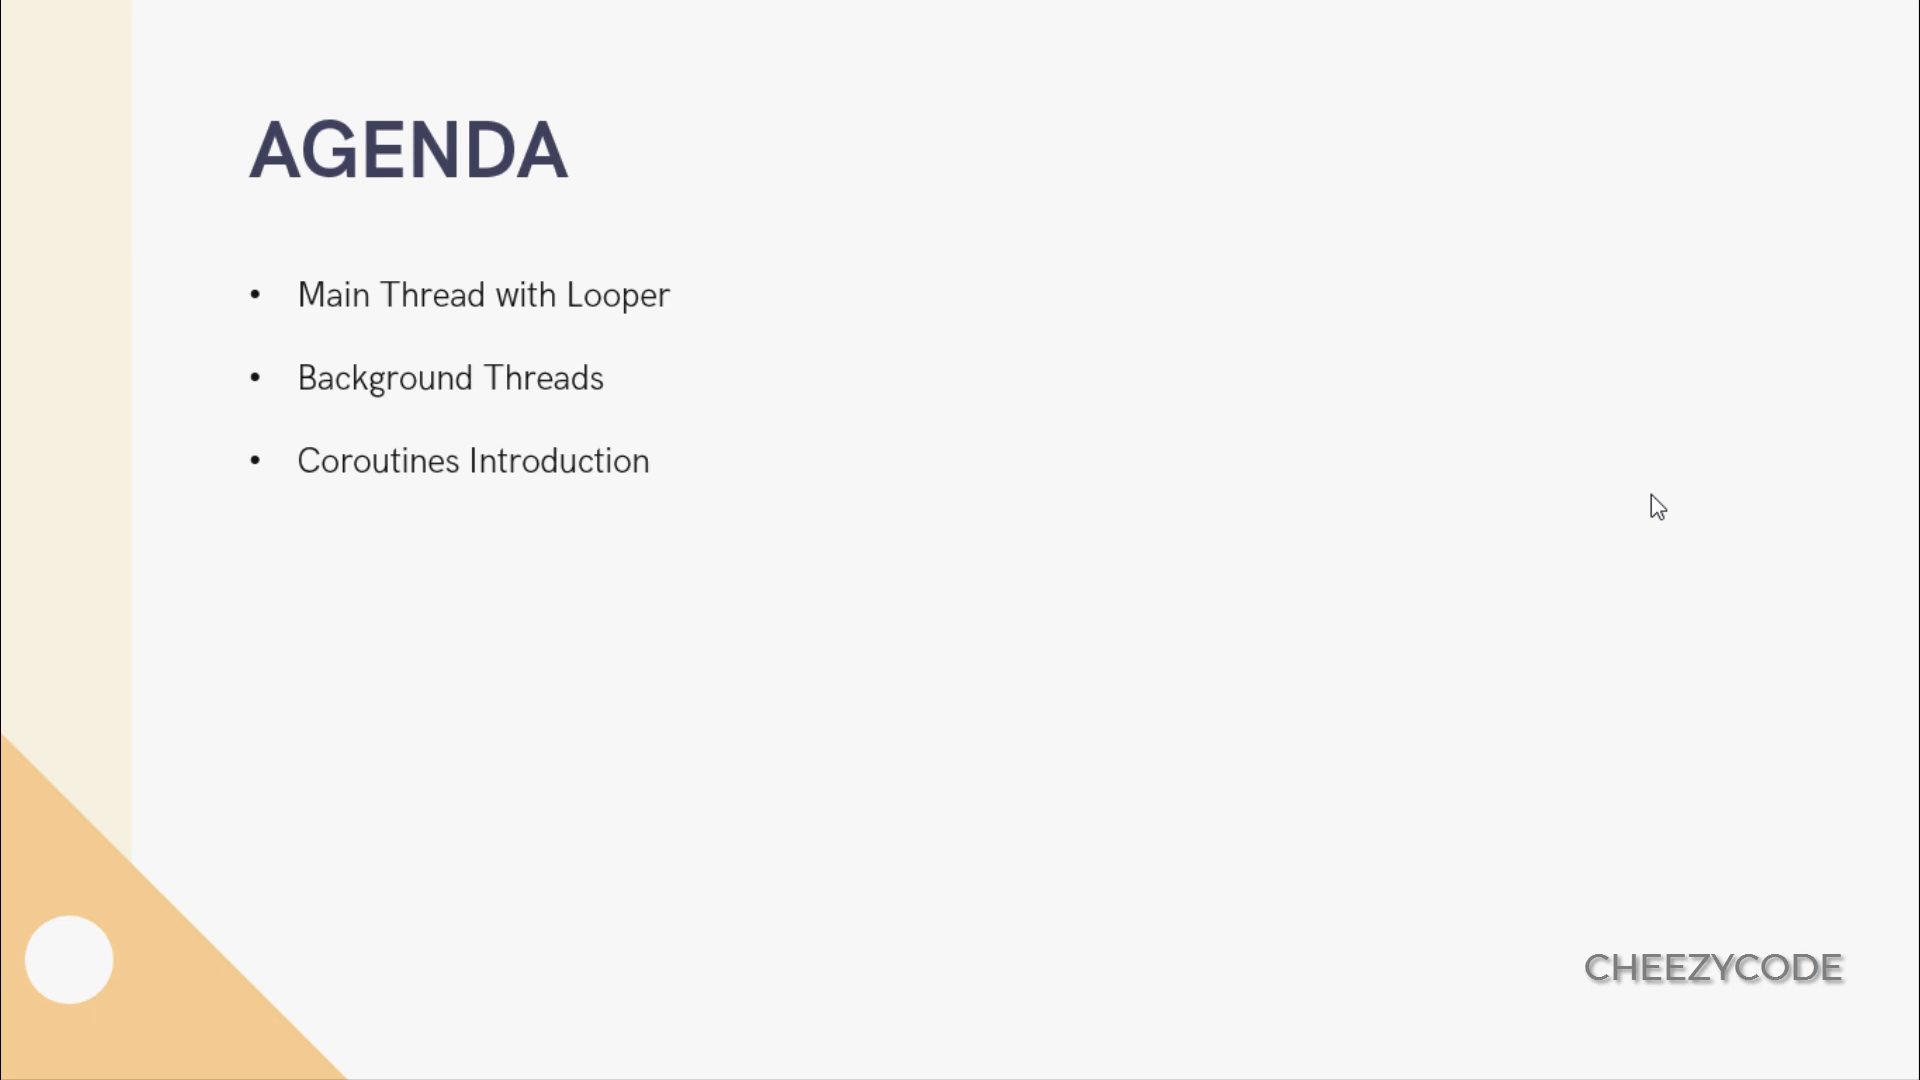 AGENDA
• Main Thread with Looper
• Background Threads
• Coroutines Introduction
CHEEZYCODE